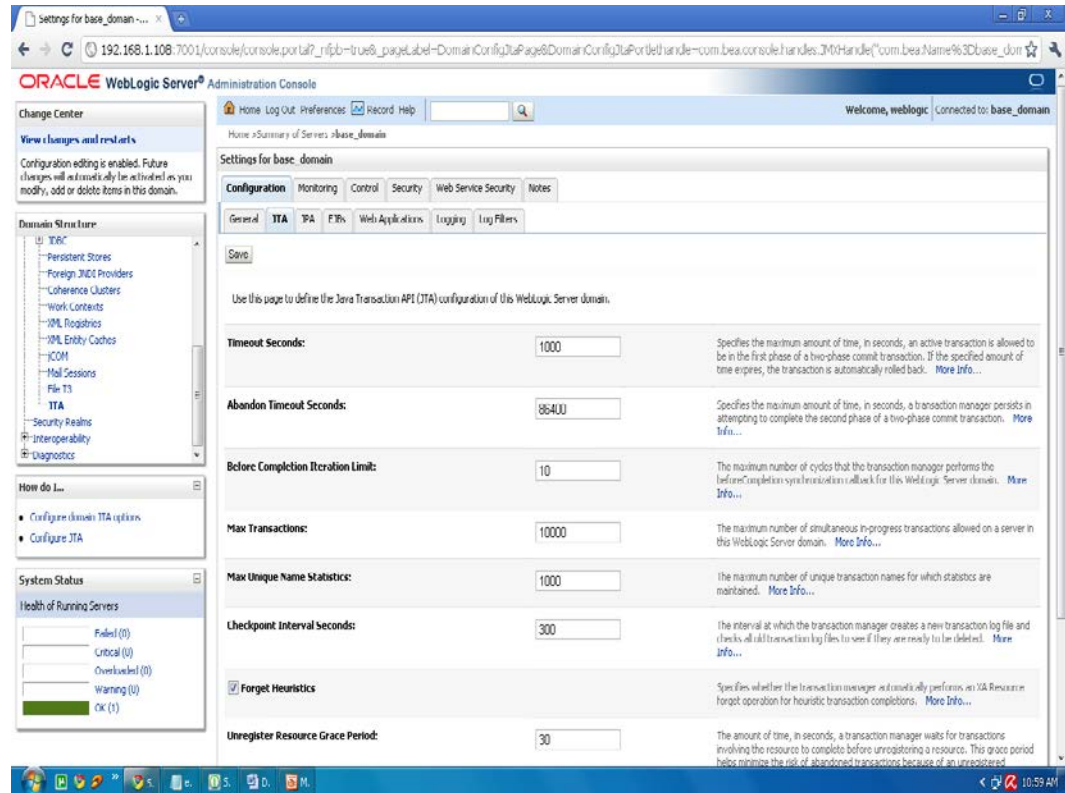 Settings for base_domain -...
192.168.1.108:7001/console/console.portal?_nfpb=true&_pageLabel=DomainConfigJtaPage&DomainConfigJtaPortlethandle=com.bea.console.handles.JMXHandle("com.bea:Name%3Dbase_dom
ORACLE WebLogic Server® Administration Console
Change Center
View changes and restarts
Configuration editing is enabled. Future
changes will automatically be activated as you
modify, add or delete items in this domain.
Domain Structure
JDBC
Persistent Stores
Foreign JNDI Providers
Coherence Clusters
Work Contexts
XML Registries
XML Entity Caches
jCOM
Mail Sessions
File T3
JTA
Security Realms
Interoperability
Diagnostics
How do I...
Configure domain JTA options
Configure JTA
System Status
Health of Running Servers
Failed (0)
Critical (0)
Overloaded (0)
Warning (0)
OK (1)
Home Log Out Preferences Record Help
Welcome, weblogic Connected to: base_domain
Home >Summary of Servers >base_domain
Settings for base_domain
Configuration Monitoring Control Security Web Service Security Notes
General JTA JPA EJBs Web Applications Logging Log Filters
Save
Use this page to define the Java Transaction API (JTA) configuration of this WebLogic Server domain.
Timeout Seconds:
1000
Specifies the maximum amount of time, in seconds, an active transaction is allowed to
be in the first phase of a two-phase commit transaction. If the specified amount of
time expires, the transaction is automatically rolled back. More Info...
Abandon Timeout Seconds:
86400
Specifies the maximum amount of time, in seconds, a transaction manager persists in
attempting to complete the second phase of a two-phase commit transaction. More
Info...
Before Completion Iteration Limit:
10
The maximum number of cycles that the transaction manager performs the
beforeCompletion synchronization callback for this WebLogic Server domain. More
Info...
Max Transactions:
10000
The maximum number of simultaneous in-progress transactions allowed on a server in
this WebLogic Server domain. More Info...
Max Unique Name Statistics:
1000
The maximum number of unique transaction names for which statistics are
maintained. More Info...
Checkpoint Interval Seconds:
300
The interval at which the transaction manager creates a new transaction log file and
checks all old transaction log files to see if they are ready to be deleted. More
Info...
Forget Heuristics
Specifies whether the transaction manager automatically performs an XA Resource
forget operation for heuristic transaction completions. More Info...
Unregister Resource Grace Period:
30
The amount of time, in seconds, a transaction manager waits for transactions
involving the resource to complete before unregistering a resource. This grace period
helps minimize the risk of abandoned transactions because of an unregistered
S. e. S. D. M.
10:59 AM